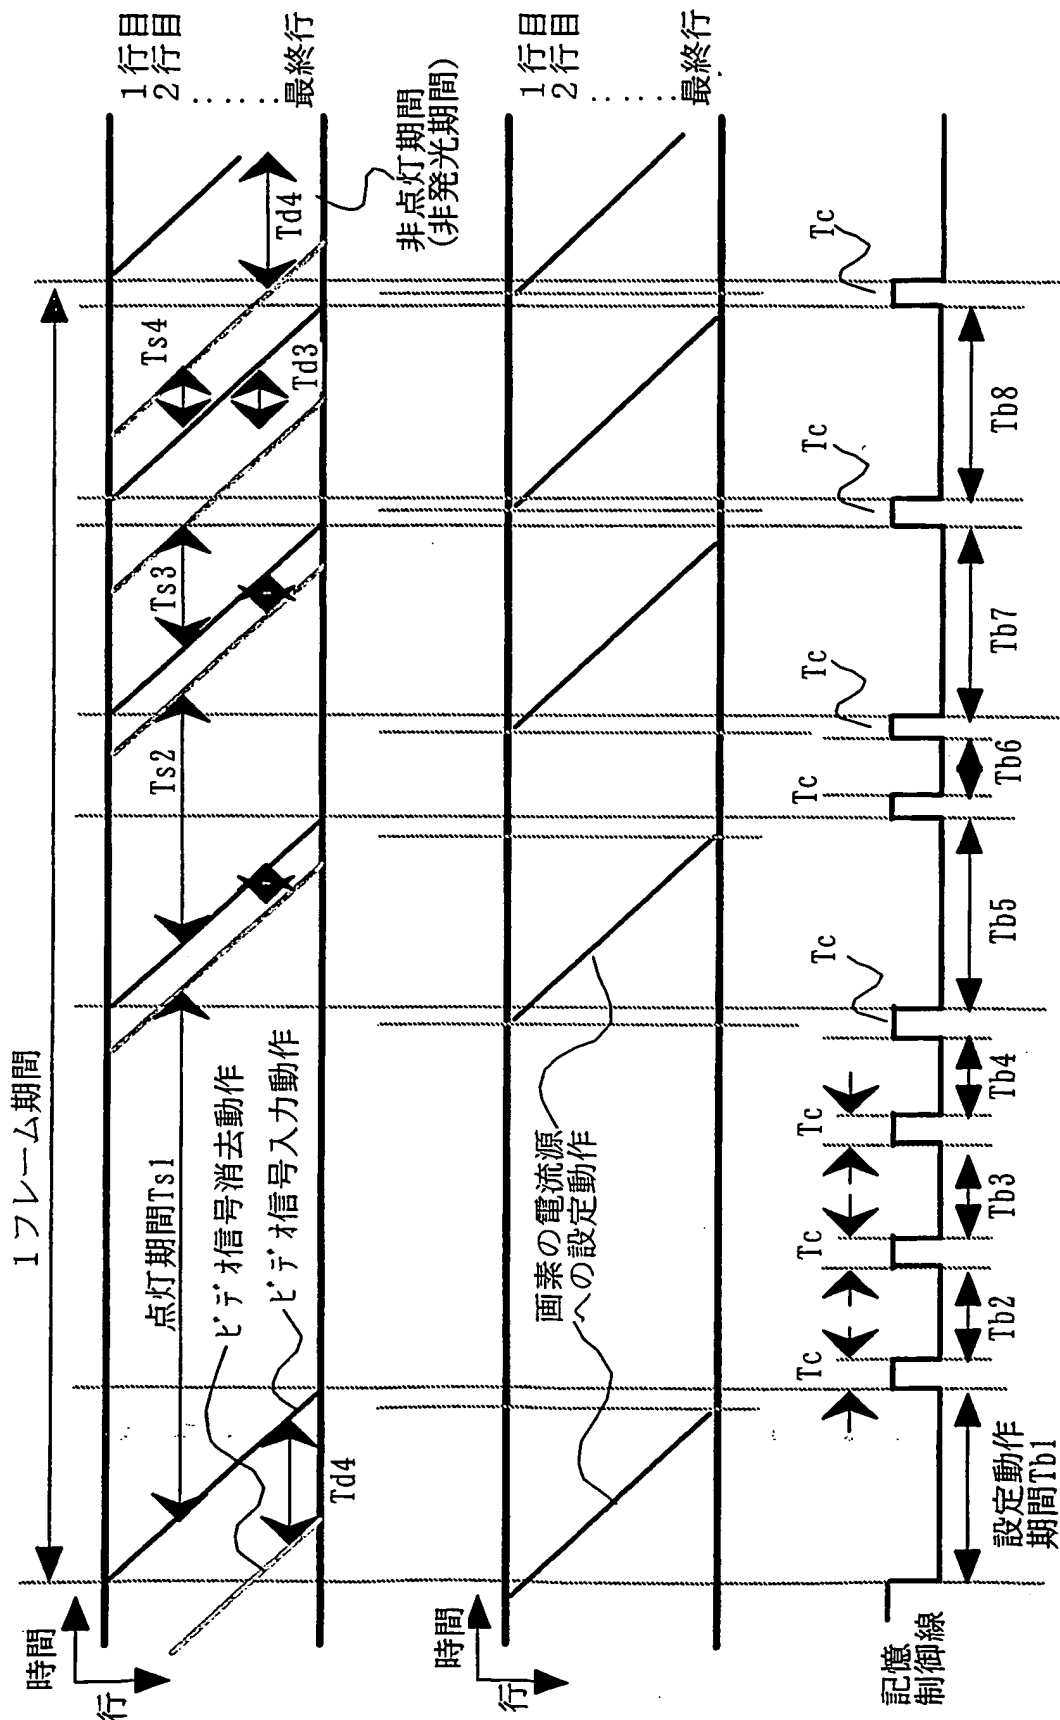 1フレーム期間
時間
行
点灯期間Ts1
Ts2
Ts3
Ts4
Td3
Td4
Td4
ビデオ信号消去動作
ビデオ信号入力動作
1行目
2行目
......
最終行
非点灯期間
(非発光期間)
時間
行
画素の電流源
への設定動作
1行目
2行目
......
最終行
記憶
制御線
Tc
Tc
Tc
Tc
Tc
Tc
Tc
Tc
設定動作
期間Tb1
Tb2
Tb3
Tb4
Tb5
Tb6
Tb7
Tb8